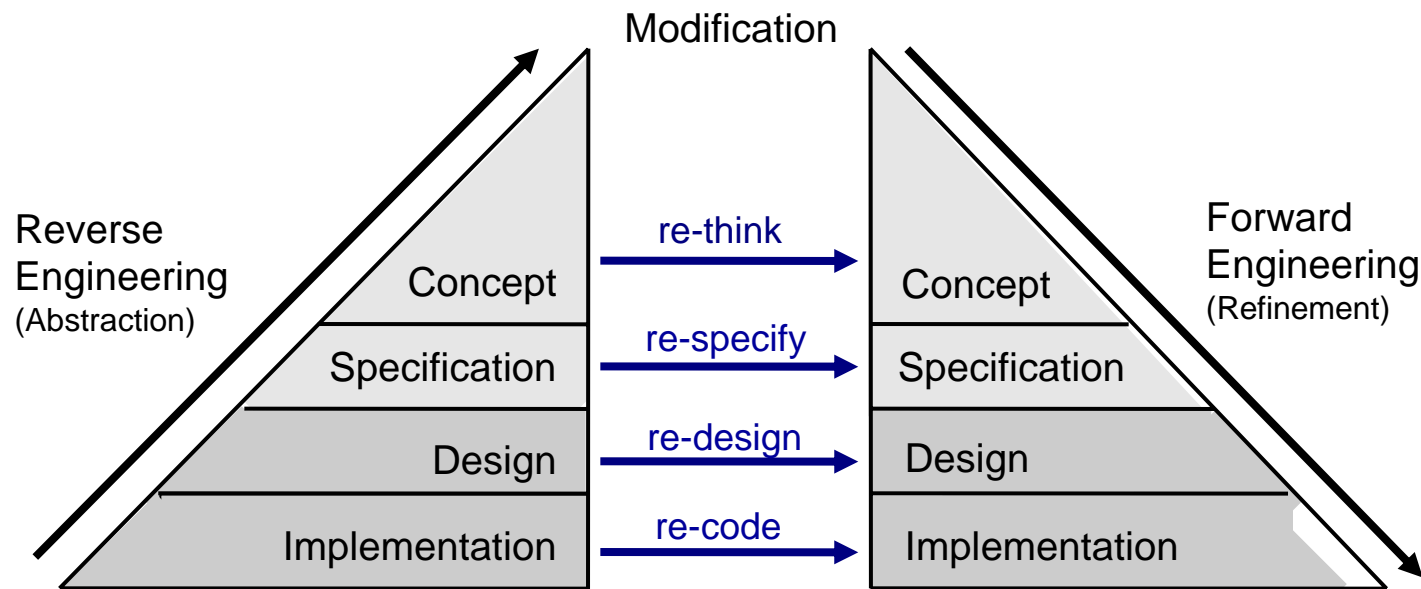 Modification
Reverse
Engineering
(Abstraction)
Forward
Engineering
(Refinement)
re-think
Concept
Concept
re-specify
Specification
Specification
re-design
Design
Design
re-code
Implementation
Implementation